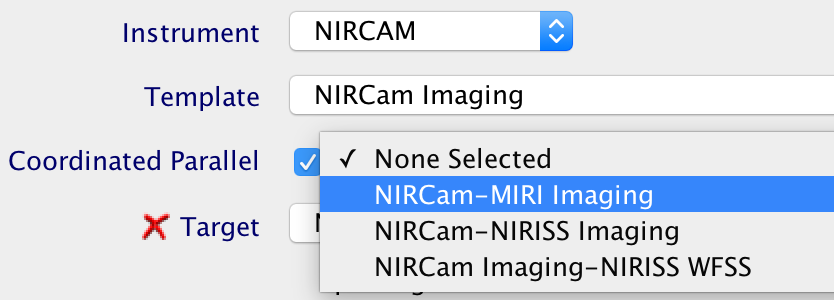 Instrument NIRCAM
Template NIRCam Imaging
Coordinated Parallel ✓ None Selected
NIRCam-MIRI Imaging
Target
NIRCam-NIRISS Imaging
NIRCam Imaging-NIRISS WFSS